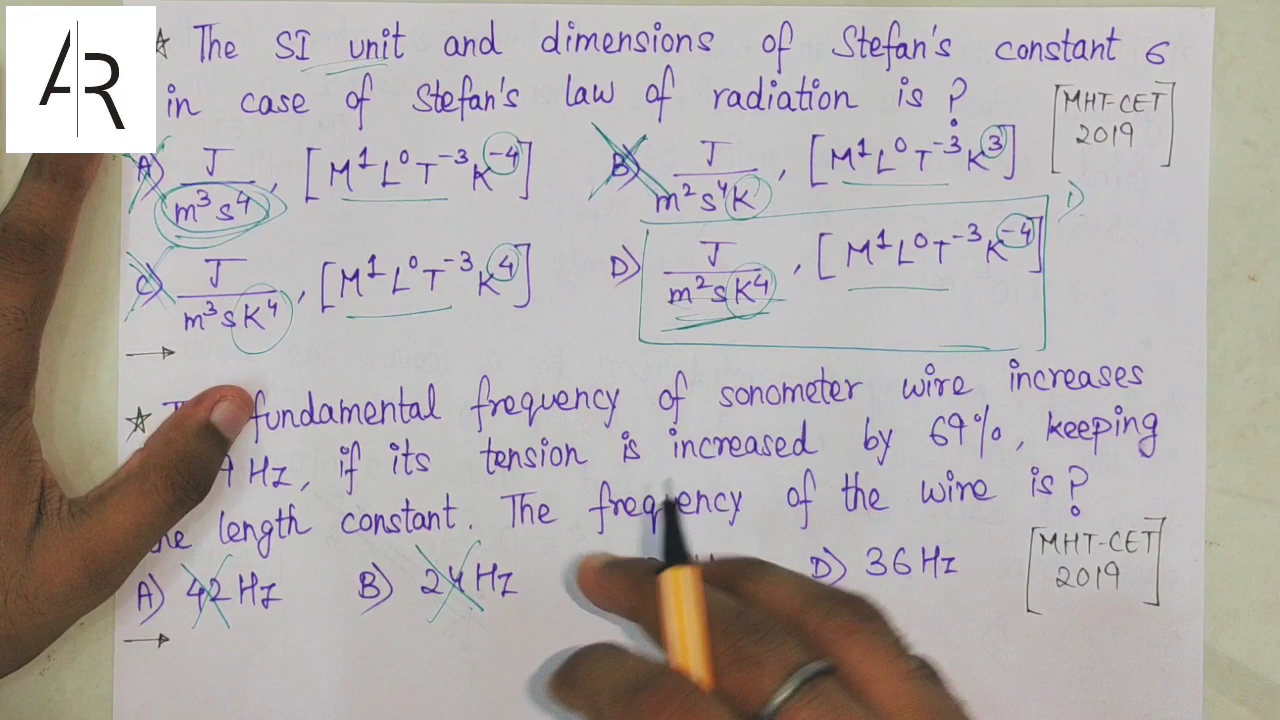 AR
☆ The SI unit and dimensions of Stefan's constant 6
in case of Stefan's law of radiation is ?
[MHT-CET 2019]
A) J/m³s⁴, [M¹L⁰T⁻³K⁻⁴] B) J/m²s⁴K, [M¹L⁰T⁻³K³]
C) J/m³sK⁴, [M¹L⁰T⁻³K⁴] D) J/m²sK⁴, [M¹L⁰T⁻³K⁻⁴]
☆ fundamental frequency of sonometer wire increases
Hz, if its tension is increased by 69%, keeping
length constant. The frequency of the wire is ?
[MHT-CET 2019]
A) 42 Hz B) 24 Hz D) 36 Hz